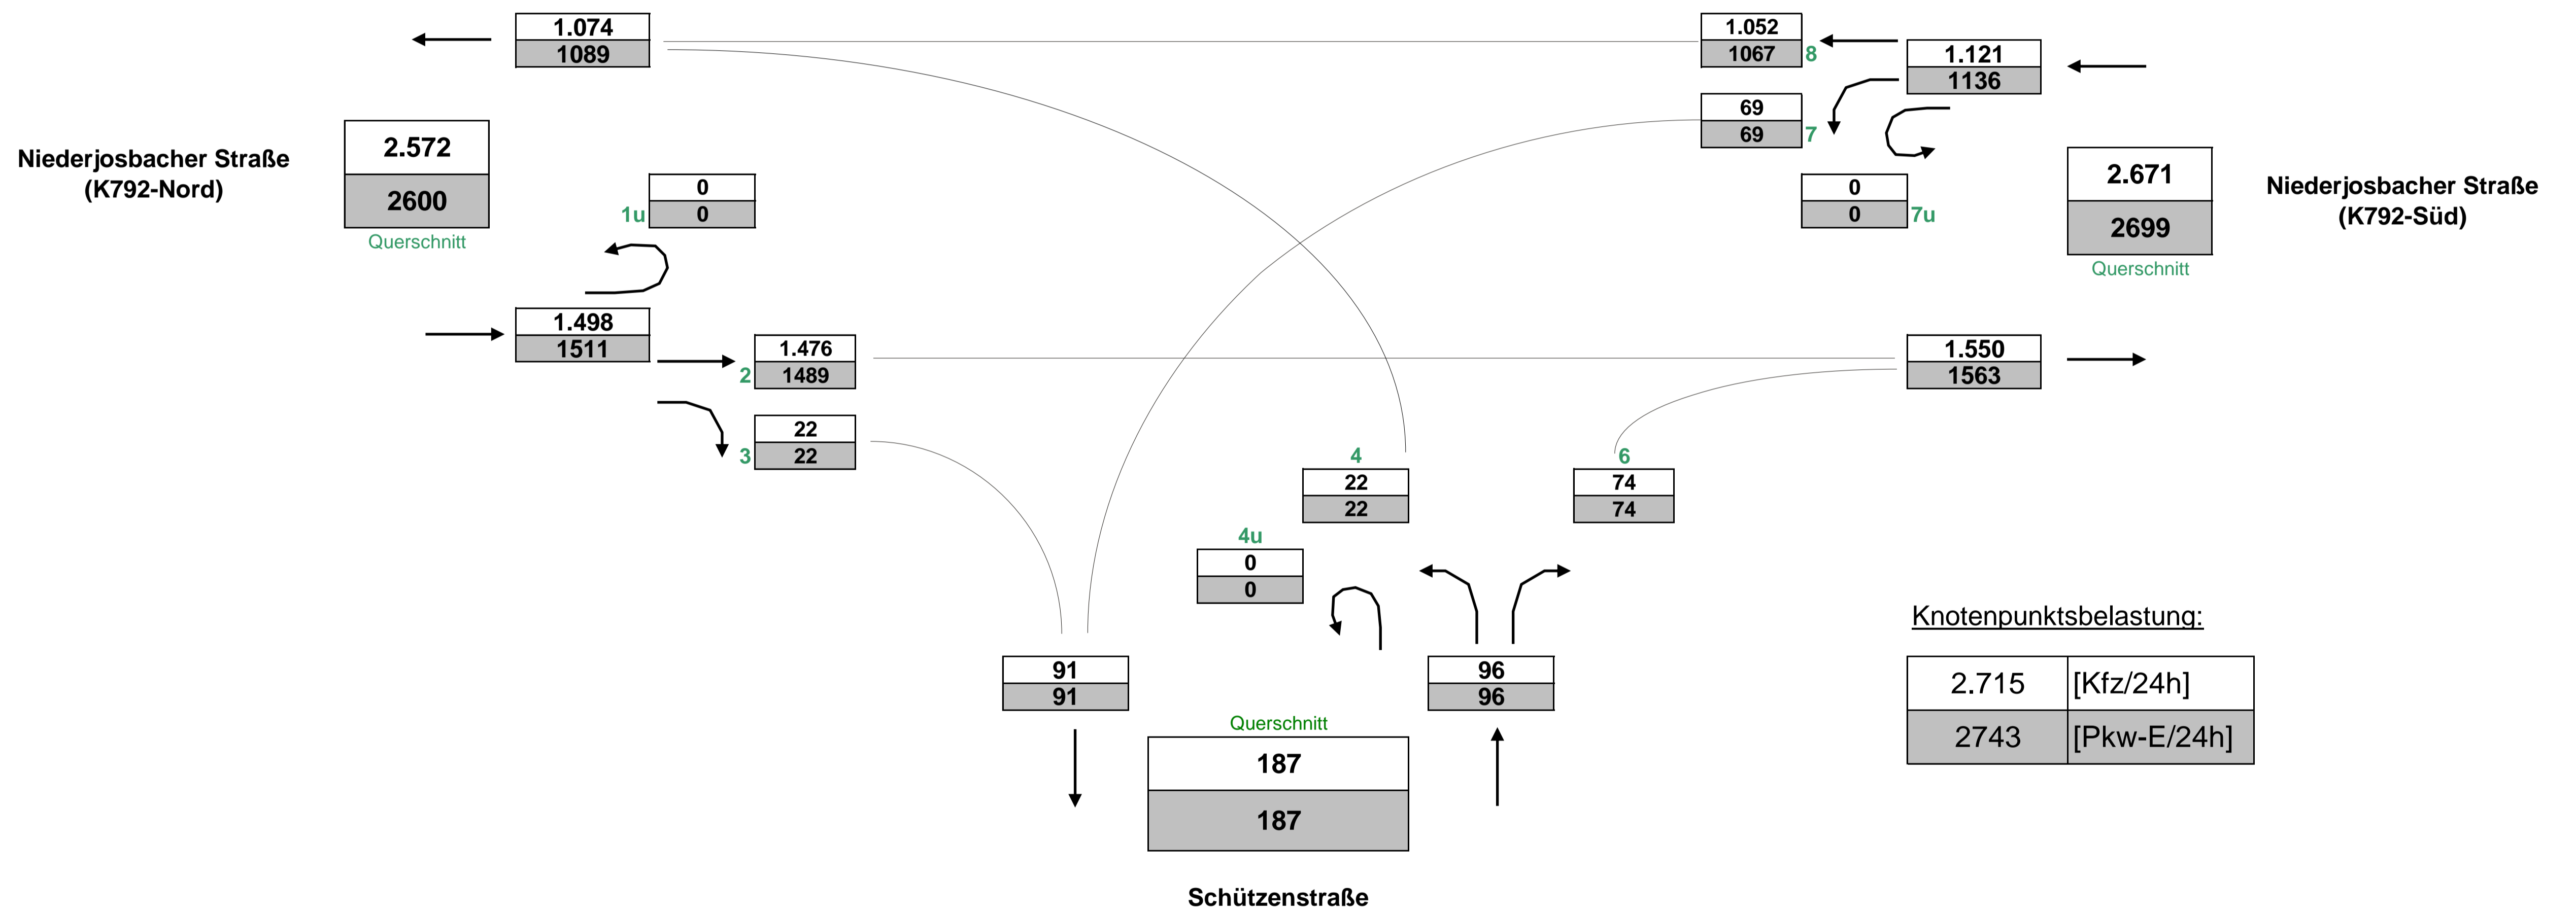 1.074
1089
1.052
1067 8
1.121
1136
69
69 7
Niederjosbacher Straße
(K792-Nord)
2.572
2600
Querschnitt
0
1u 0
0
0 7u
2.671
2699
Querschnitt
Niederjosbacher Straße
(K792-Süd)
1.498
1511
1.476
2 1489
1.550
1563
22
3 22
4
22
22
6
74
74
4u
0
0
91
91
96
96
Querschnitt
187
187
Schützenstraße
Knotenpunktsbelastung:
2.715 [Kfz/24h]
2743 [Pkw-E/24h]